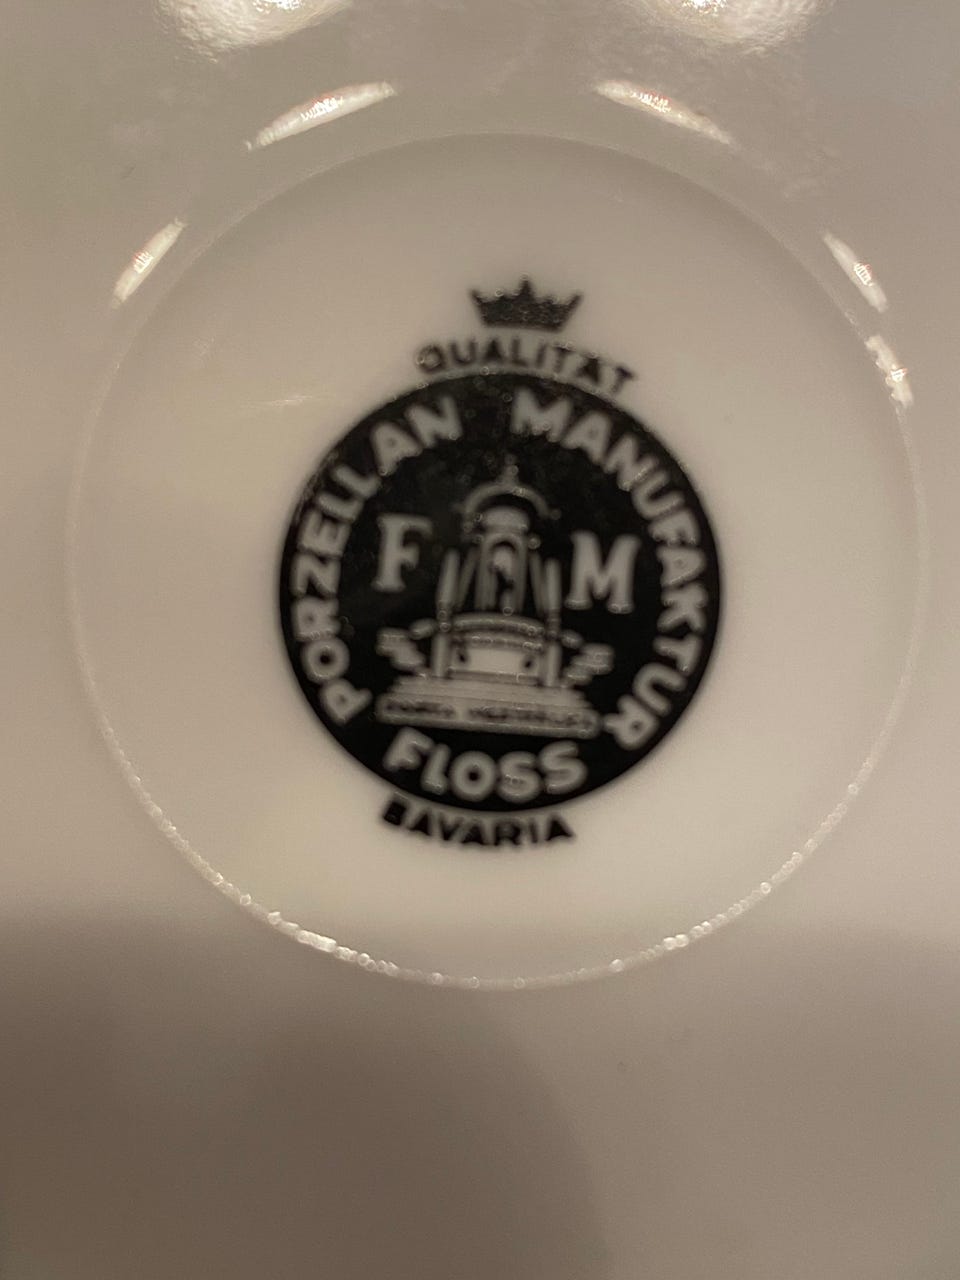 QUALITÄT
PORZELLAN MANUFAKTUR
F M
FLOSS
BAVARIA